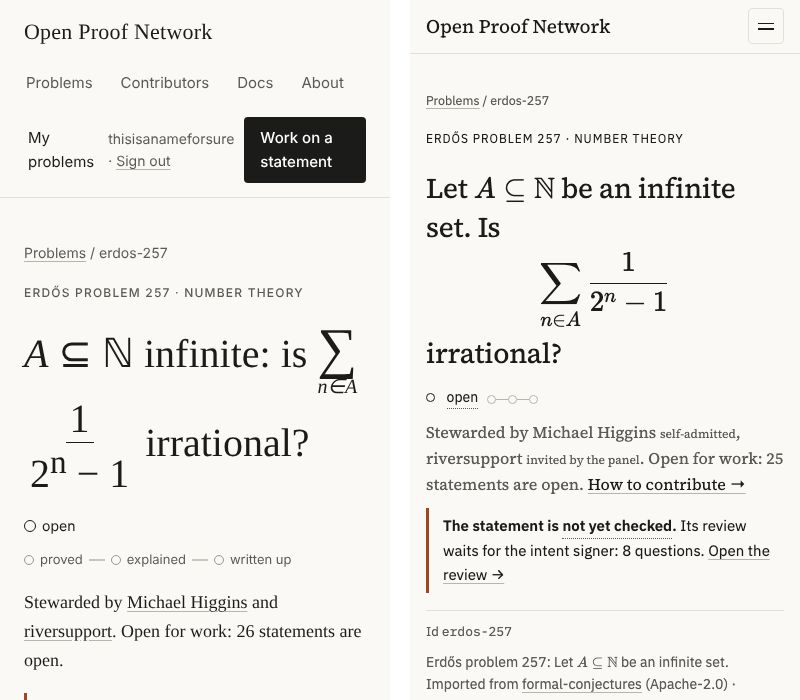 Open Proof Network
Problems Contributors Docs About
My problems
thisisanameforsure · Sign out
Work on a statement
Problems / erdos-257
ERDŐS PROBLEM 257 · NUMBER THEORY
A ⊆ ℕ infinite: is ∑
n∈A
1
2ⁿ − 1
irrational?
open
proved — explained — written up
Stewarded by Michael Higgins and
riversupport. Open for work: 26 statements are
open.
Open Proof Network
Problems / erdos-257
ERDŐS PROBLEM 257 · NUMBER THEORY
Let A ⊆ ℕ be an infinite
set. Is
∑
n∈A
1
2ⁿ − 1
irrational?
open
Stewarded by Michael Higgins self-admitted,
riversupport invited by the panel. Open for work: 25
statements are open. How to contribute →
The statement is not yet checked. Its review
waits for the intent signer: 8 questions. Open the
review →
Id erdos-257
Erdős problem 257: Let A ⊆ ℕ be an infinite set.
Imported from formal-conjectures (Apache-2.0) ·